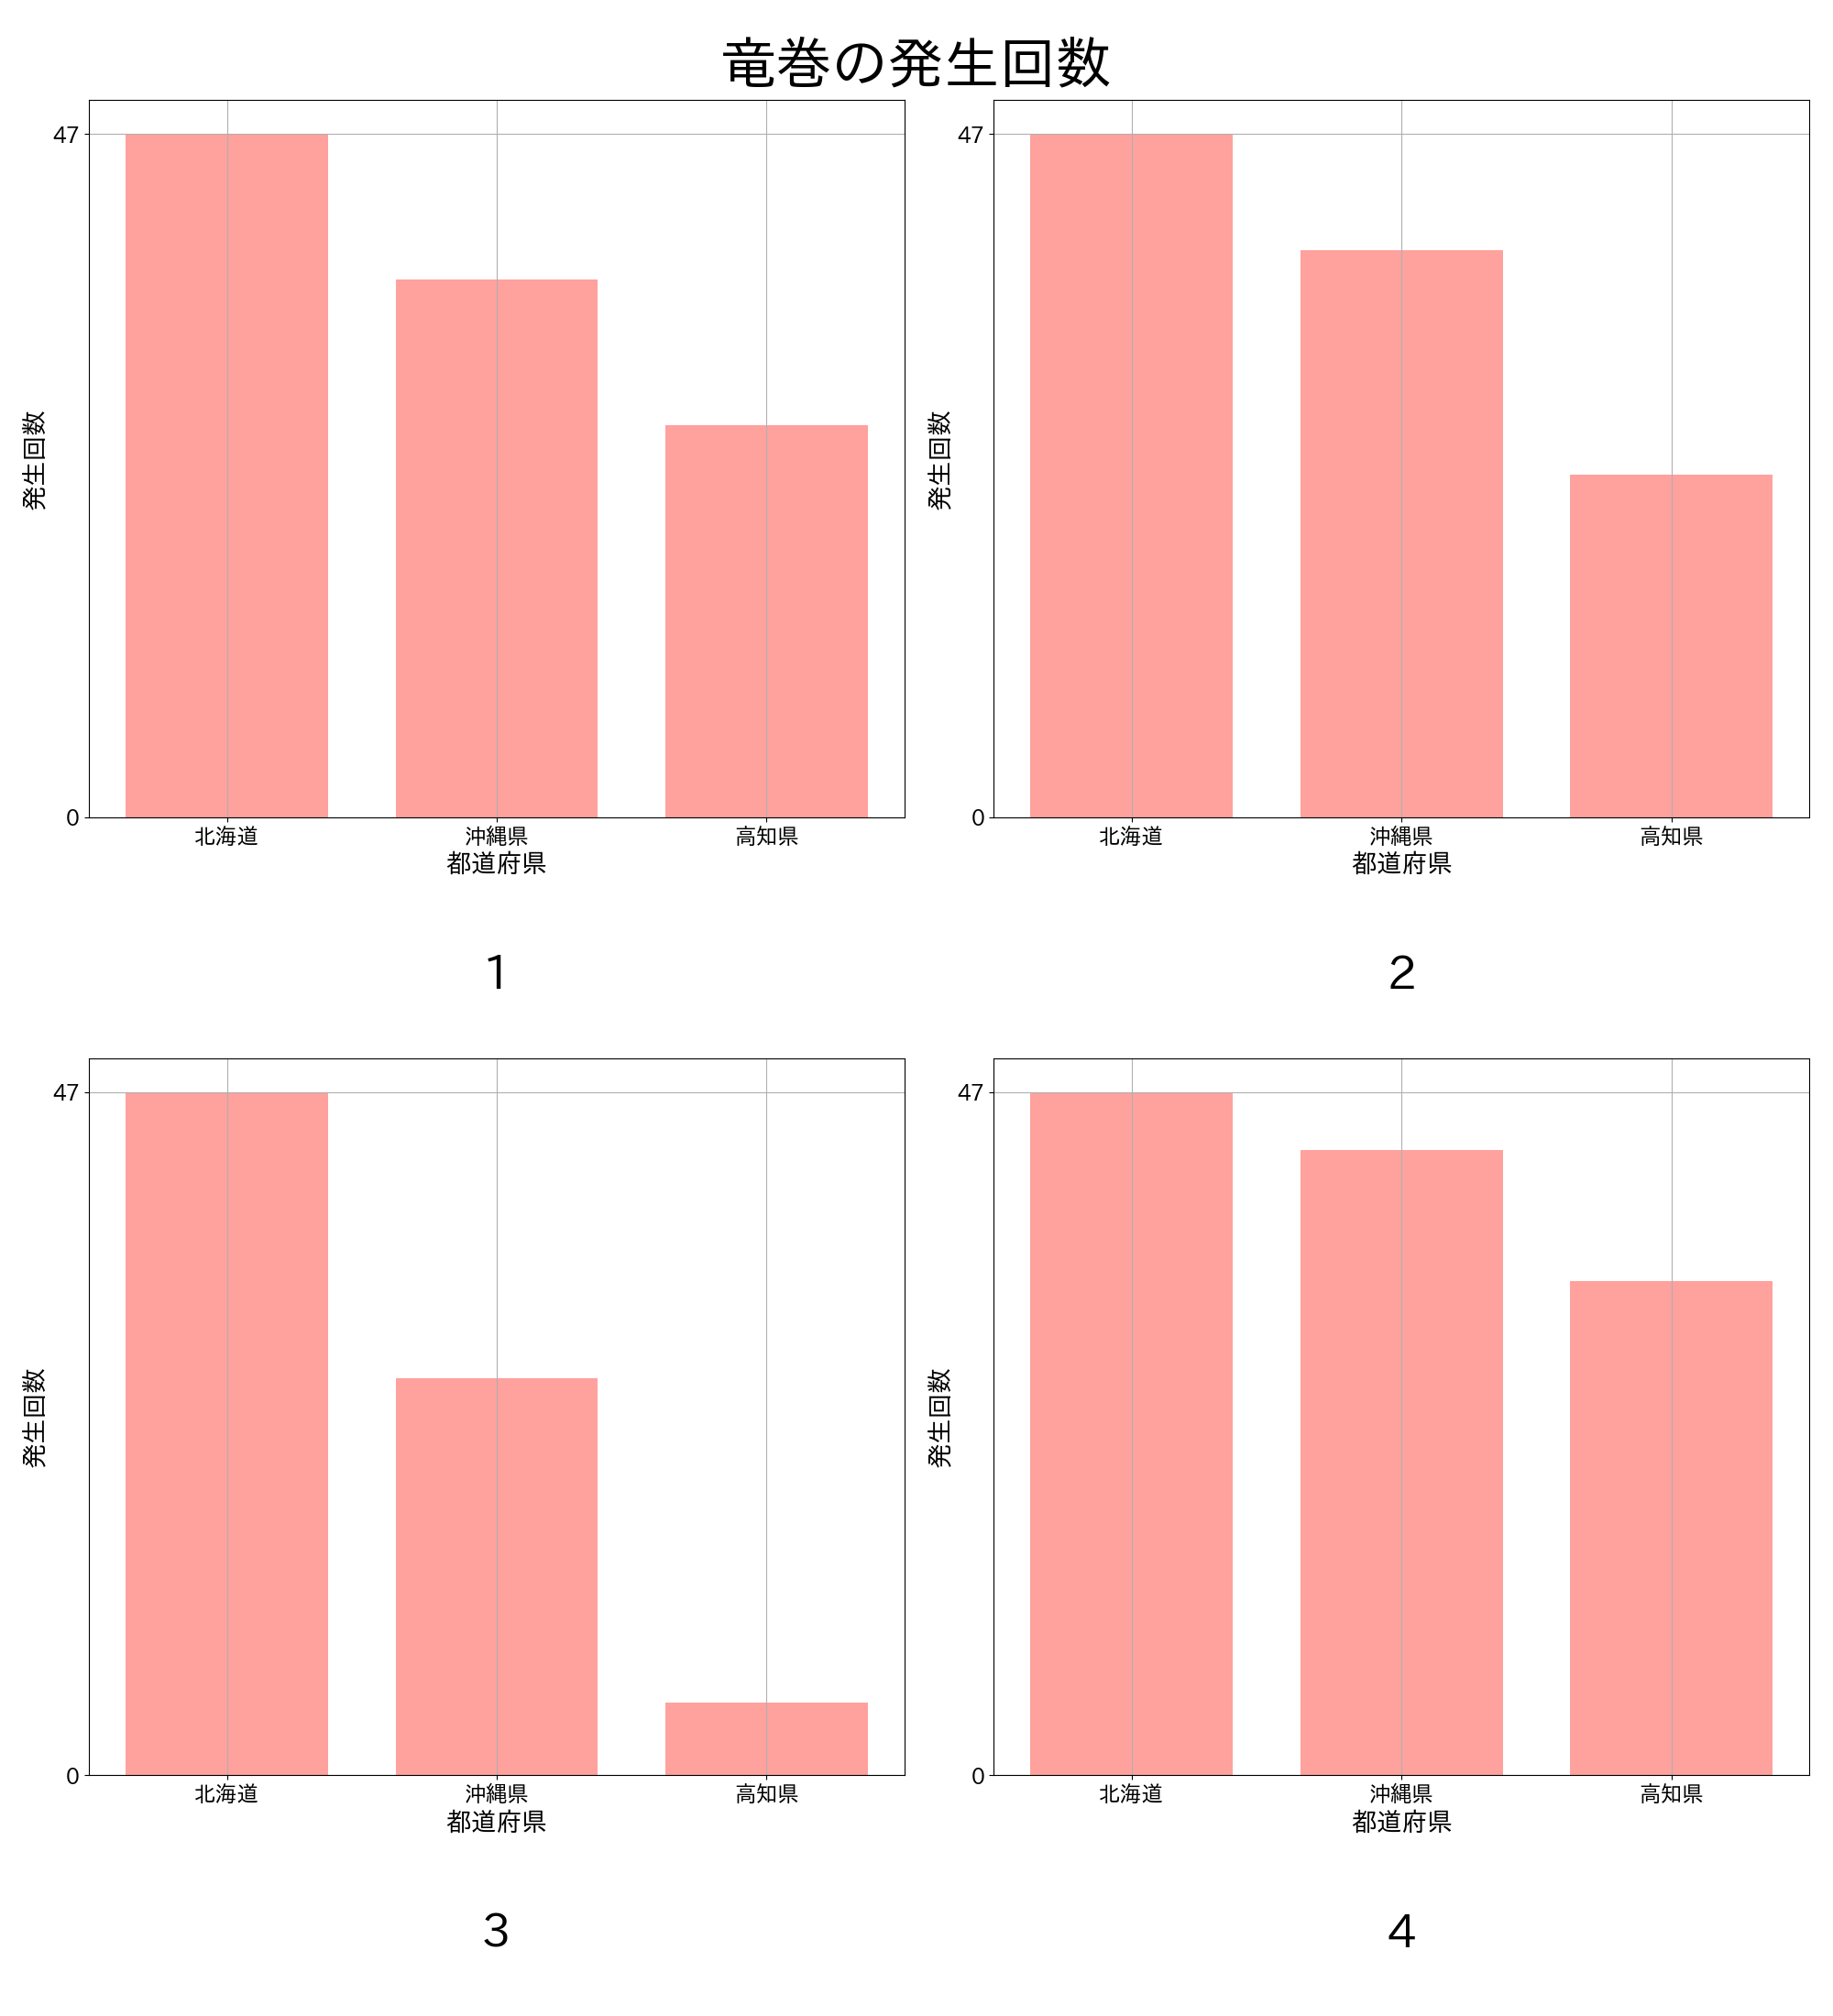 竜巻の発生回数
47
0
発生回数
北海道 沖縄県 高知県
都道府県
1
47
0
発生回数
北海道 沖縄県 高知県
都道府県
2
47
0
発生回数
北海道 沖縄県 高知県
都道府県
3
47
0
発生回数
北海道 沖縄県 高知県
都道府県
4